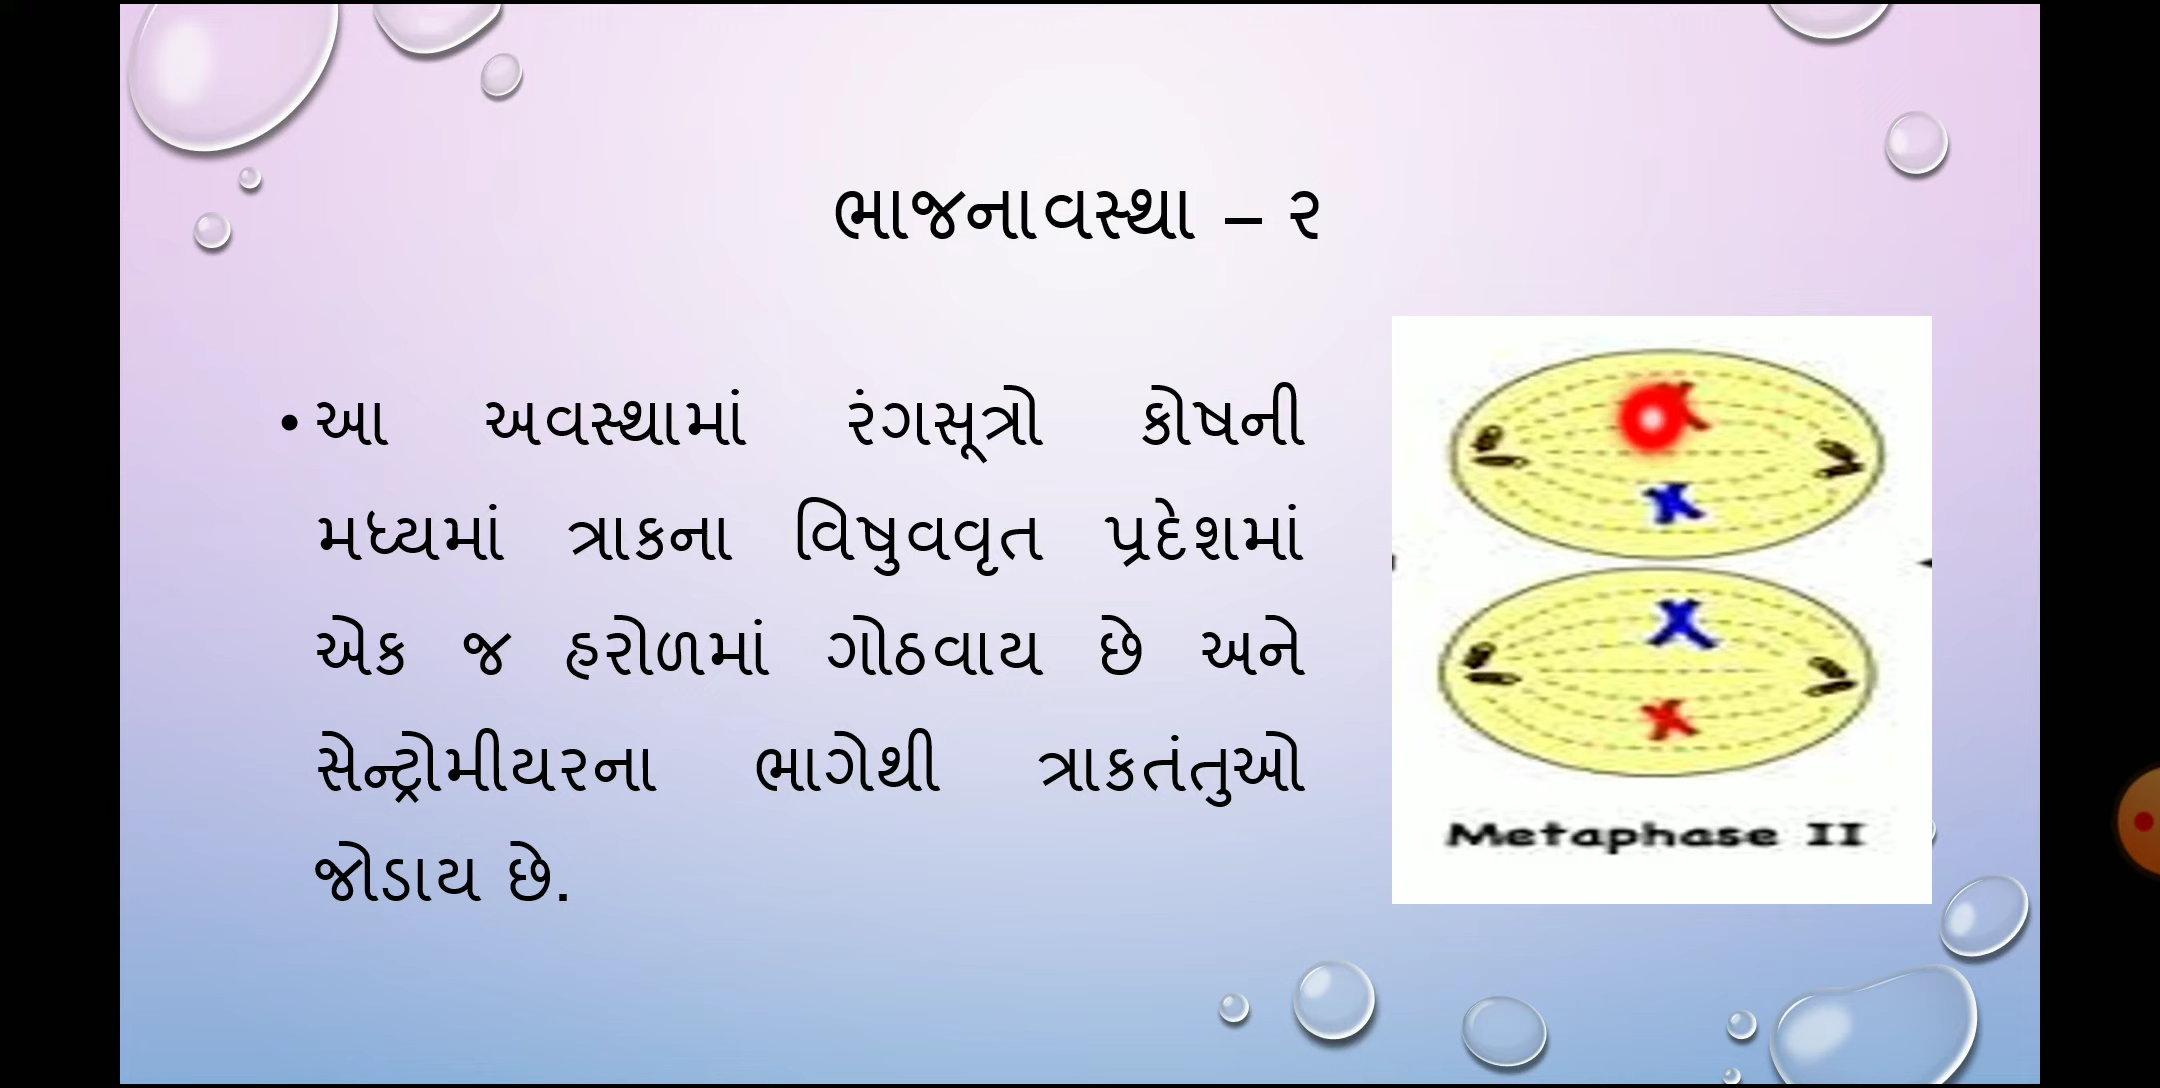 ભાજનાવસ્થા – ૨
• આ અવસ્થામાં રંગસૂત્રો કોષની
મધ્યમાં ત્રાકના વિષુવવૃત પ્રદેશમાં
એક જ હરોળમાં ગોઠવાય છે અને
સેન્ટ્રોમીયરના ભાગેથી ત્રાકતંતુઓ
જોડાય છે.
Metaphase II